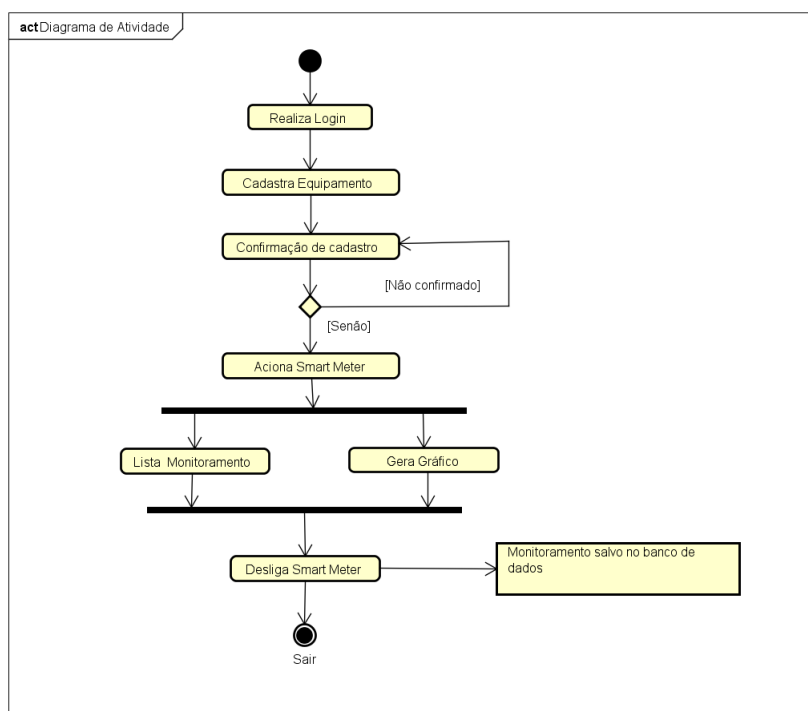 act Diagrama de Atividade
Realiza Login
Cadastra Equipamento
Confirmação de cadastro
[Não confirmado]
[Senão]
Aciona Smart Meter
Lista Monitoramento
Gera Gráfico
Monitoramento salvo no banco de
dados
Desliga Smart Meter
Sair